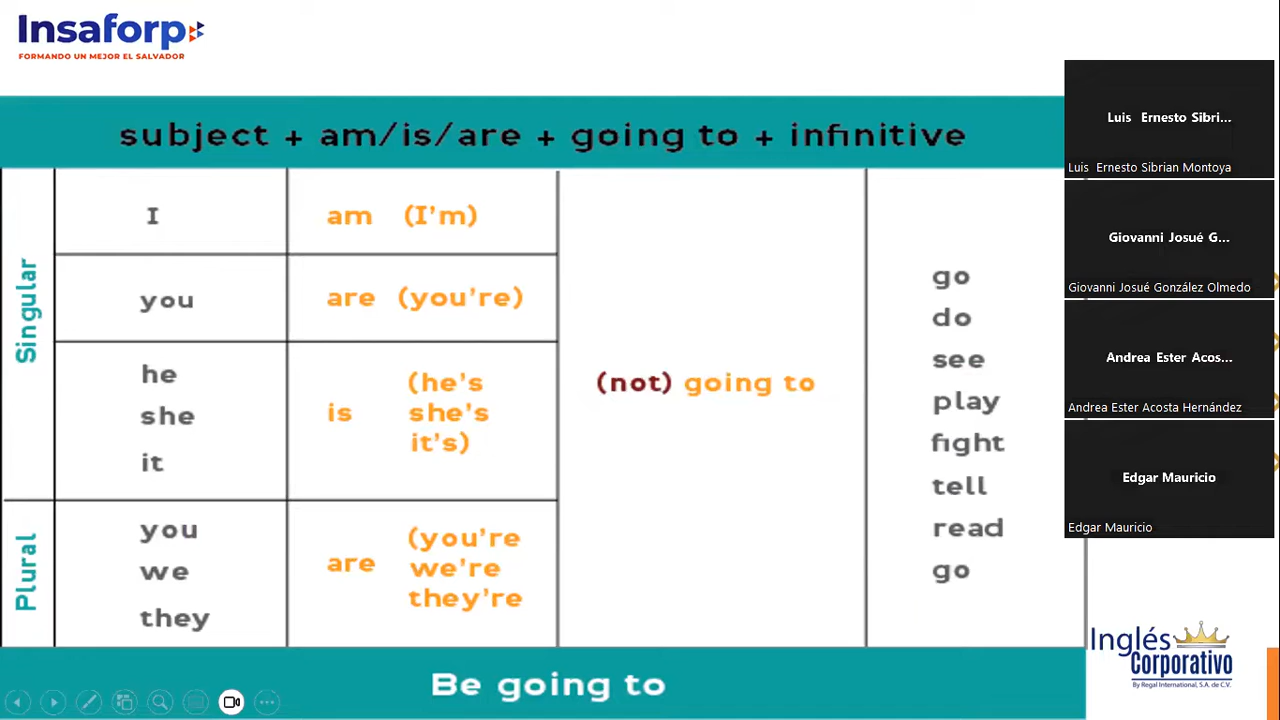 Insaforp
FORMANDO UN MEJOR EL SALVADOR
subject + am/is/are + going to + infinitive
Singular
I
am (I'm)
you
are (you're)
he
she
it
is
(he's
she's
it's)
Plural
you
we
they
are
(you're
we're
they're
(not) going to
go
do
see
play
fight
tell
read
go
Be going to
Luis Ernesto Sibri...
Luis Ernesto Sibrian Montoya
Giovanni Josué G...
Giovanni Josué González Olmedo
Andrea Ester Acos...
Andrea Ester Acosta Hernández
Edgar Mauricio
Edgar Mauricio
Inglés
Corporativo
By Regal International, S.A. de C.V.